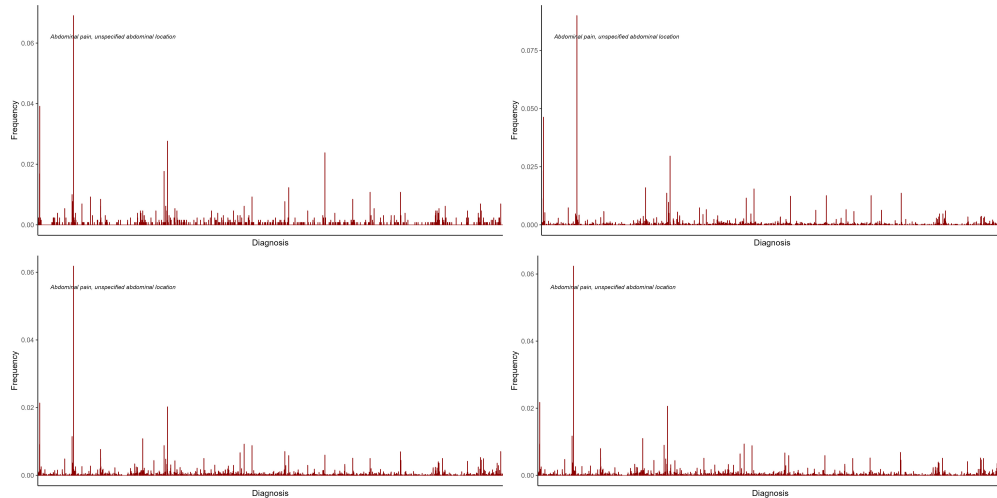 Abdominal pain, unspecified abdominal location
Frequency
0.06
0.04
0.02
0.00
Diagnosis
Abdominal pain, unspecified abdominal location
Frequency
0.075
0.050
0.025
0.000
Diagnosis
Abdominal pain, unspecified abdominal location
Frequency
0.06
0.04
0.02
0.00
Diagnosis
Abdominal pain, unspecified abdominal location
Frequency
0.06
0.04
0.02
0.00
Diagnosis